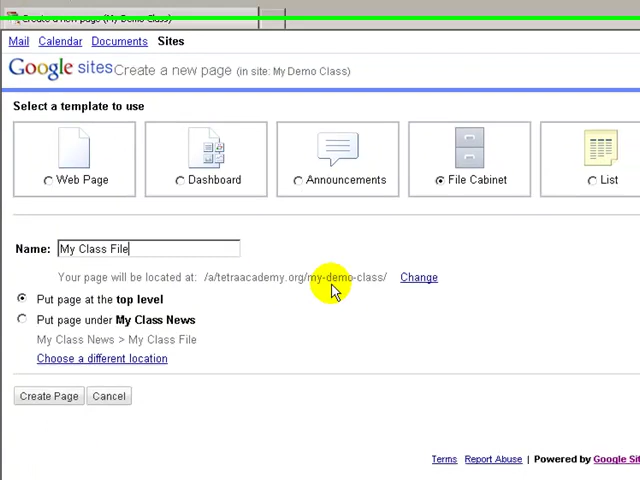 Create a new page (My Demo Class)
Mail Calendar Documents Sites
Google sites Create a new page (in site: My Demo Class)
Select a template to use
Web Page Dashboard Announcements File Cabinet List
Name: My Class File
Your page will be located at: /a/tetraacademy.org/my-demo-class/ Change
Put page at the top level
Put page under My Class News
My Class News > My Class File
Choose a different location
Create Page Cancel
Terms Report Abuse | Powered by Google Sit